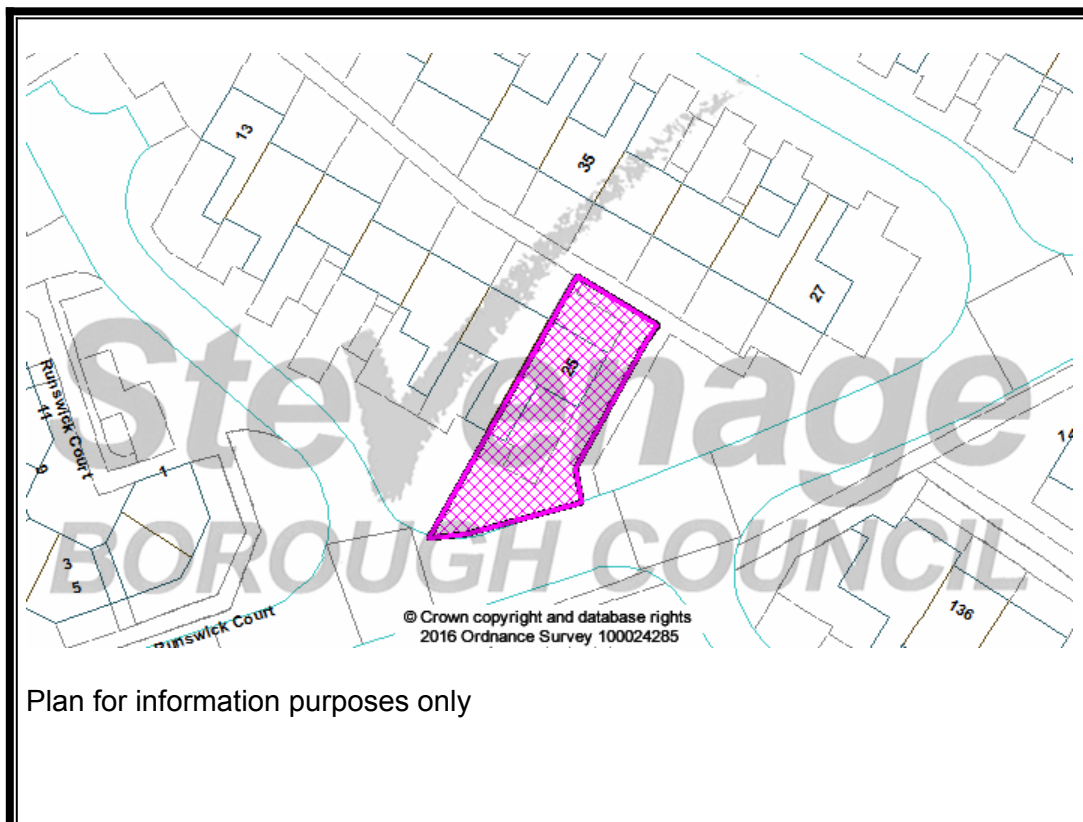 13
35
27
25
Stevenage
BOROUGH COUNCIL
Runswick Court
11
9
1
3
5
Runswick Court
14
136
© Crown copyright and database rights
2016 Ordnance Survey 100024285
Plan for information purposes only